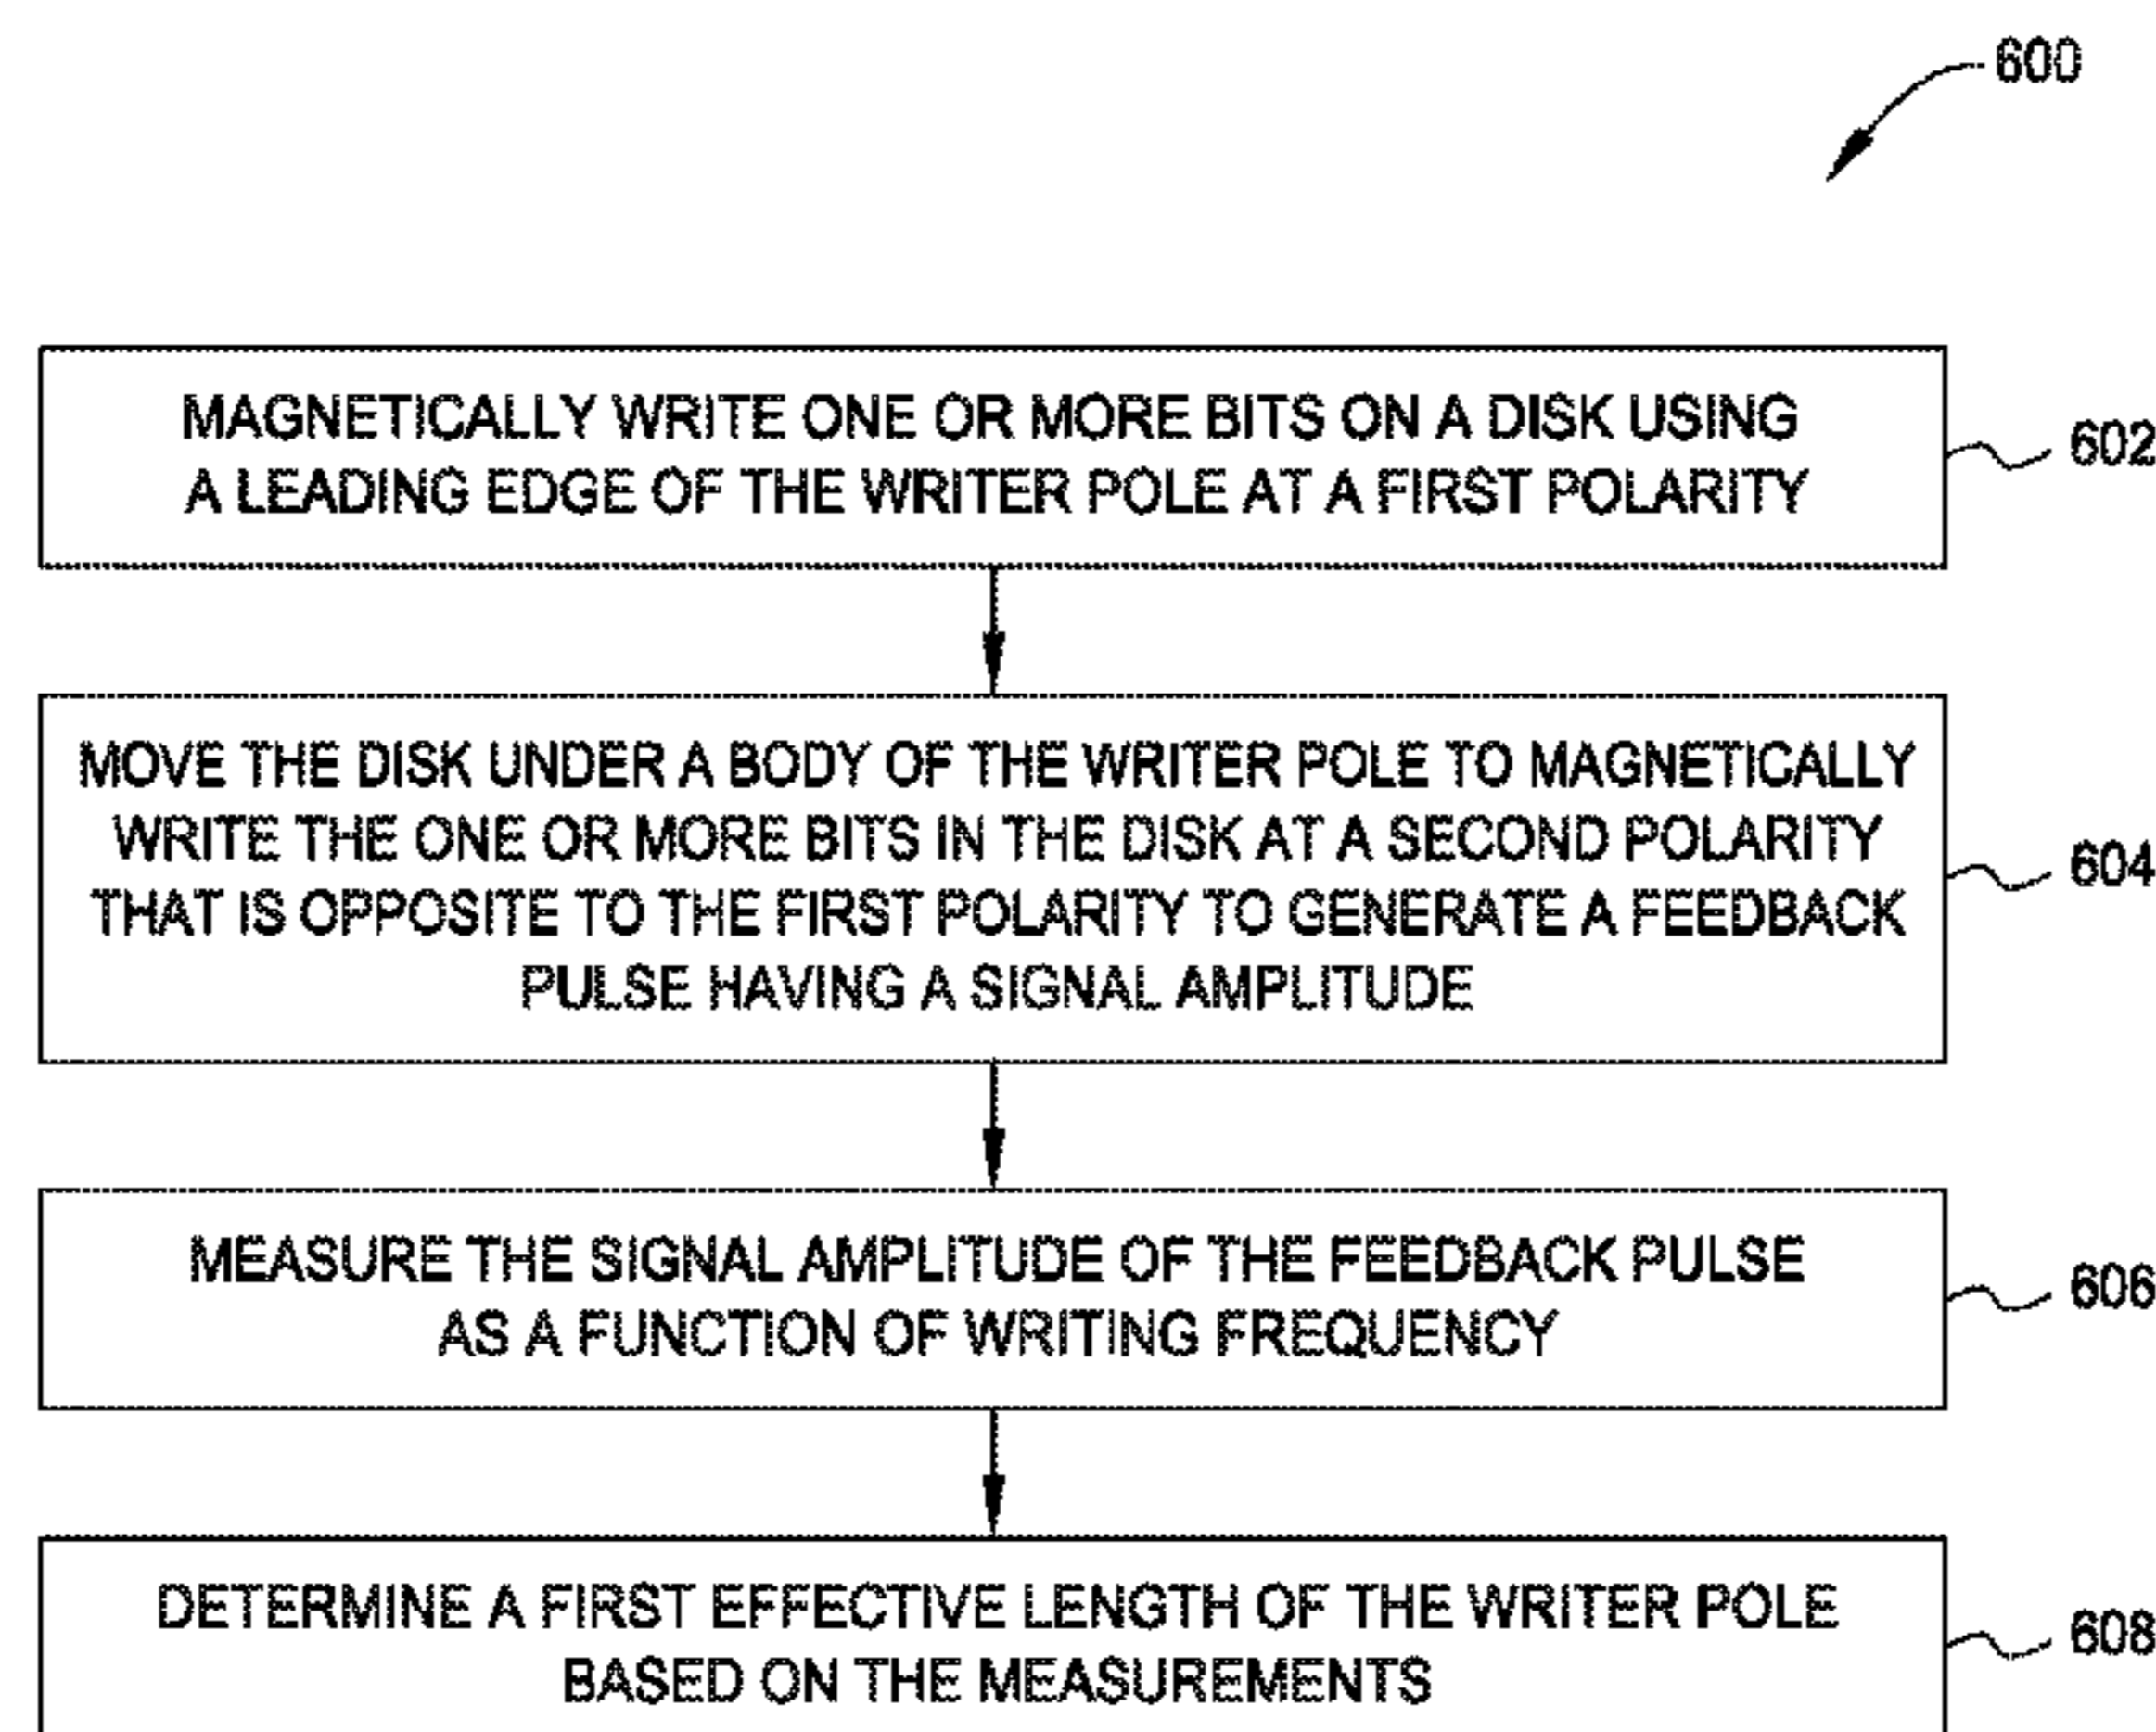 600
MAGNETICALLY WRITE ONE OR MORE BITS ON A DISK USING
A LEADING EDGE OF THE WRITER POLE AT A FIRST POLARITY
602
MOVE THE DISK UNDER A BODY OF THE WRITER POLE TO MAGNETICALLY
WRITE THE ONE OR MORE BITS IN THE DISK AT A SECOND POLARITY
THAT IS OPPOSITE TO THE FIRST POLARITY TO GENERATE A FEEDBACK
PULSE HAVING A SIGNAL AMPLITUDE
604
MEASURE THE SIGNAL AMPLITUDE OF THE FEEDBACK PULSE
AS A FUNCTION OF WRITING FREQUENCY
606
DETERMINE A FIRST EFFECTIVE LENGTH OF THE WRITER POLE
BASED ON THE MEASUREMENTS
608